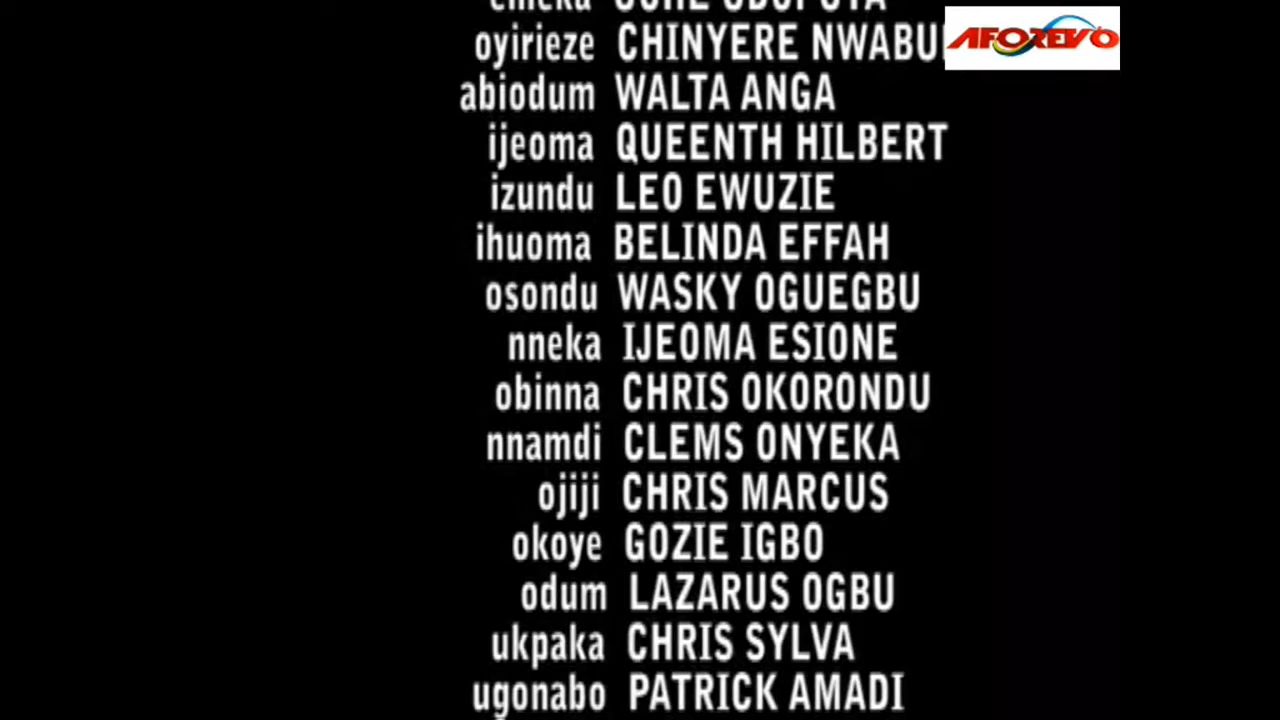 oyirieze CHINYERE
AFOREVO
abiodum WALTA ANGA
ijeoma QUEENTH HILBERT
izundu LEO EWUZIE
ihuoma BELINDA EFFAH
osondu WASKY OGUEGBU
nneka IJEOMA ESIONE
obinna CHRIS OKORONDU
nnamdi CLEMS ONYEKA
ojiji CHRIS MARCUS
okoye GOZIE IGBO
odum LAZARUS OGBU
ukpaka CHRIS SYLVA
ugonabo PATRICK AMADI